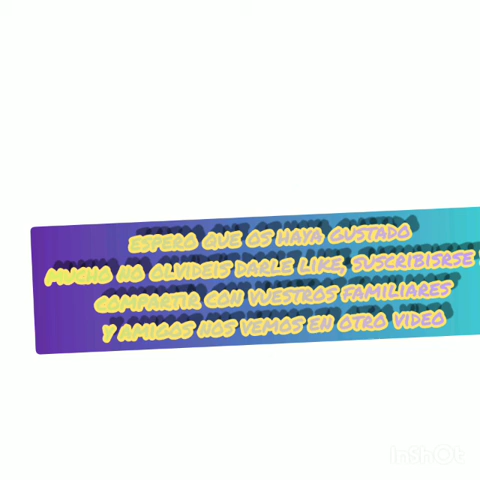 ESPERO QUE OS HAYA GUSTADO
MUCHO NO OLVIDEIS DARLE LIKE, SUSCRIBISRSE
COMPARTIR CON VUESTROS FAMILIARES
Y AMIGOS NOS VEMOS EN OTRO VIDEO
InShOt